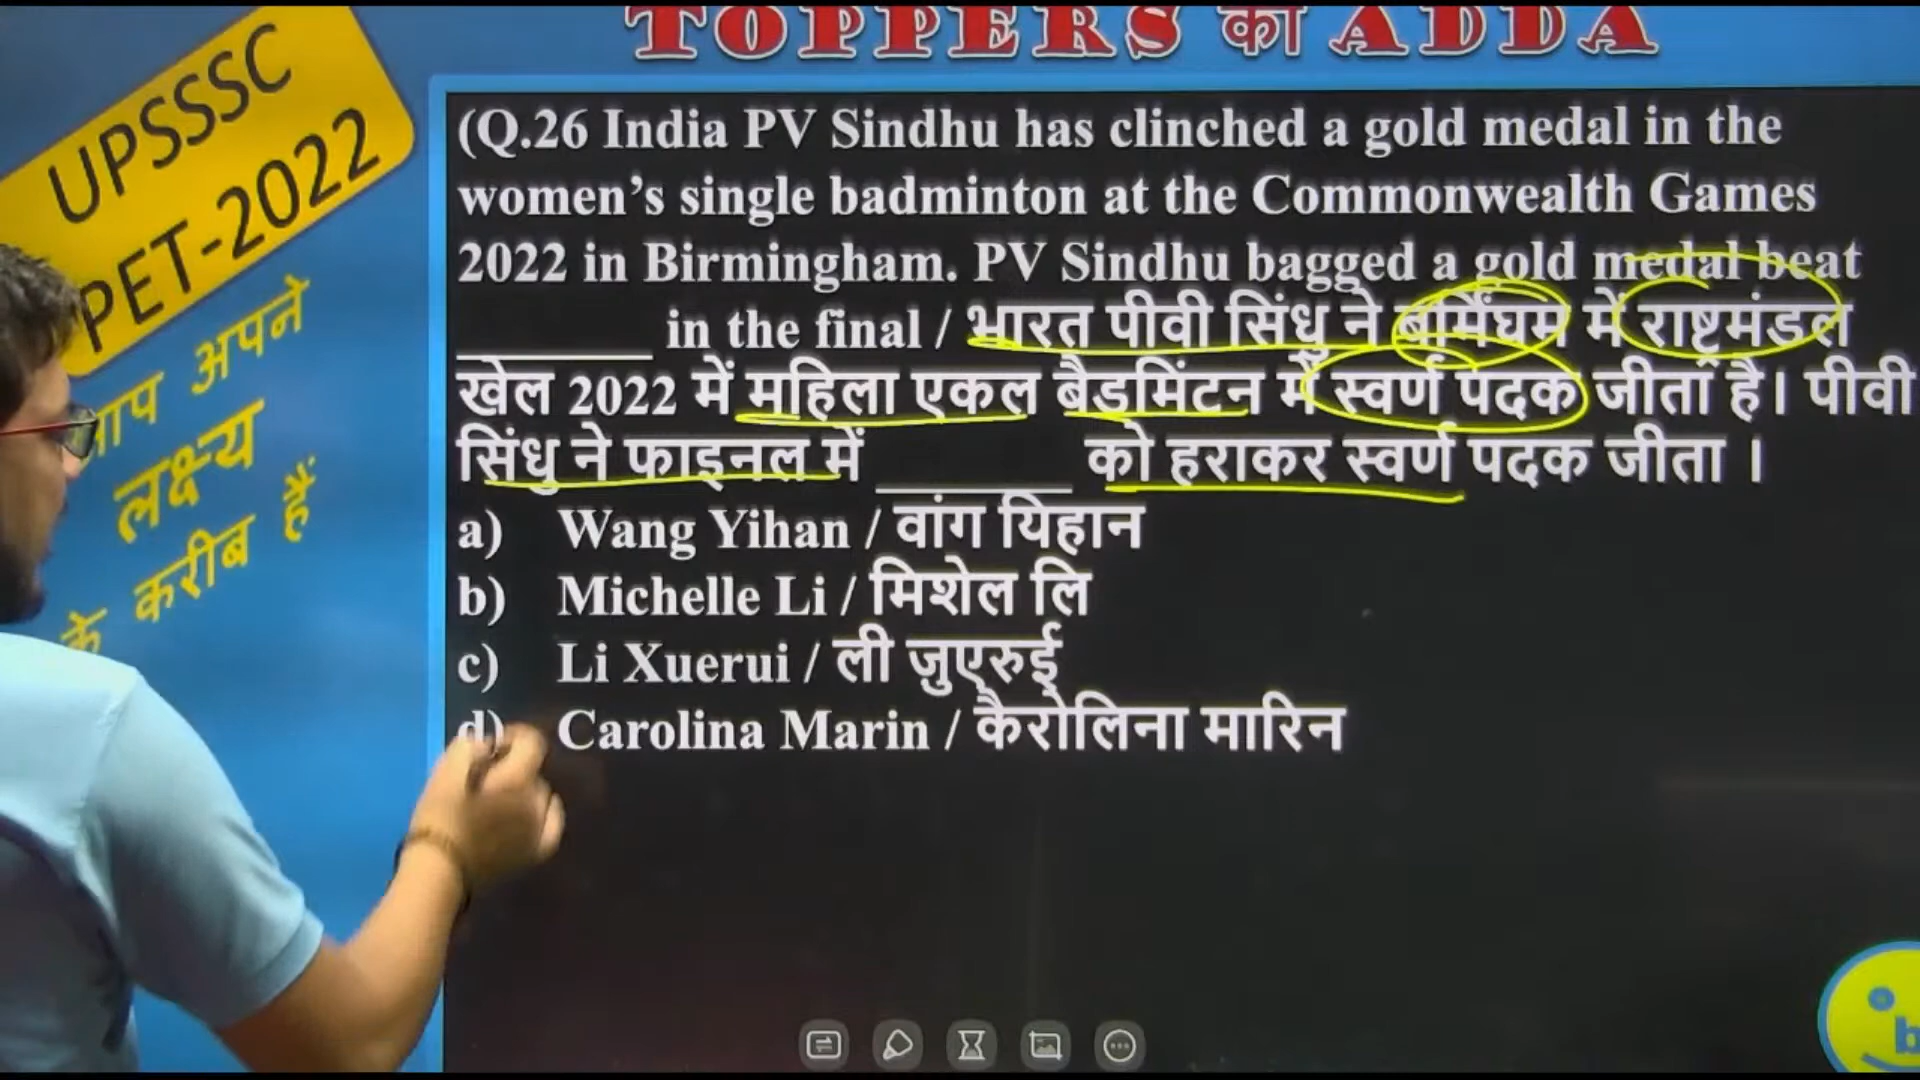 TOPPERS का ADDA
UPSSSC
PET-2022
आप अपने
लक्ष्य
के करीब हैं
(Q.26 India PV Sindhu has clinched a gold medal in the
women’s single badminton at the Commonwealth Games
2022 in Birmingham. PV Sindhu bagged a gold medal beat
__________ in the final / भारत पीवी सिंधु ने बर्मिंघम में राष्ट्रमंडल
खेल 2022 में महिला एकल बैडमिंटन में स्वर्ण पदक जीता है। पीवी
सिंधु ने फाइनल में __________ को हराकर स्वर्ण पदक जीता ।
a) Wang Yihan / वांग यिहान
b) Michelle Li / मिशेल लि
c) Li Xuerui / ली जुएरुई
d) Carolina Marin / कैरोलिना मारिन
b